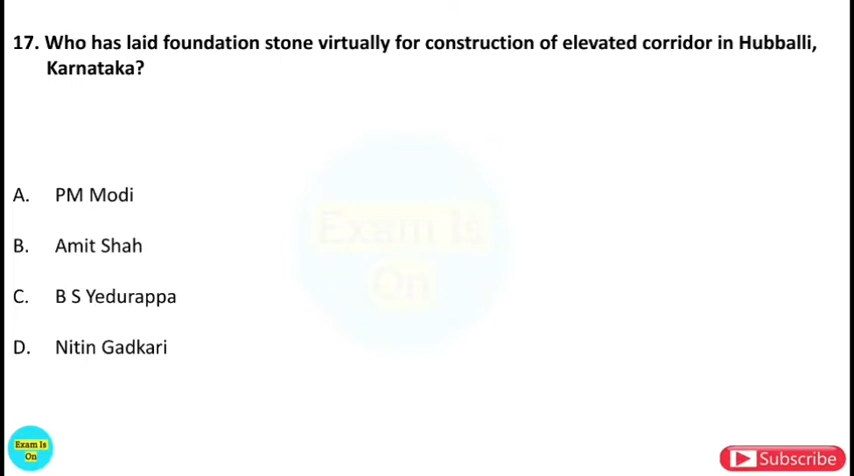 17. Who has laid foundation stone virtually for construction of elevated corridor in Hubballi,
Karnataka?
Exam Is
On
A. PM Modi
B. Amit Shah
C. B S Yedurappa
D. Nitin Gadkari
Exam Is
On
Subscribe